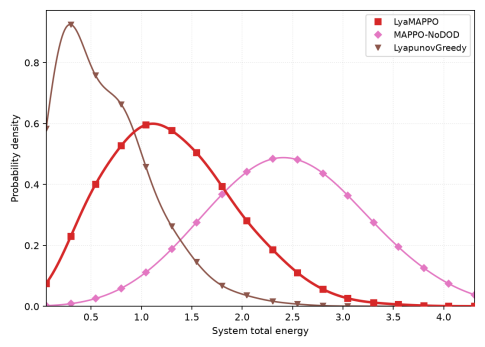 LyaMAPPO
MAPPO-NoDOD
LyapunovGreedy
Probability density
0.8
0.6
0.4
0.2
0.0
0.5 1.0 1.5 2.0 2.5 3.0 3.5 4.0
System total energy